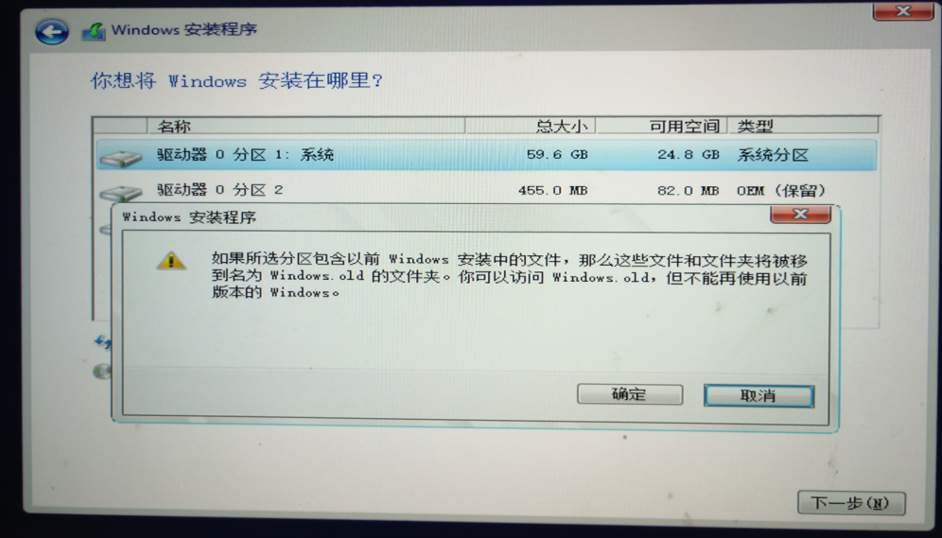 Windows 安装程序
你想将 Windows 安装在哪里?
名称 总大小 可用空间 类型
驱动器 0 分区 1: 系统 59.6 GB 24.8 GB 系统分区
驱动器 0 分区 2 455.0 MB 82.0 MB OEM (保留)
Windows 安装程序
如果所选分区包含以前 Windows 安装中的文件，那么这些文件和文件夹将被移
到名为 Windows.old 的文件夹。你可以访问 Windows.old，但不能再使用以前
版本的 Windows。
确定 取消
下一步(N)